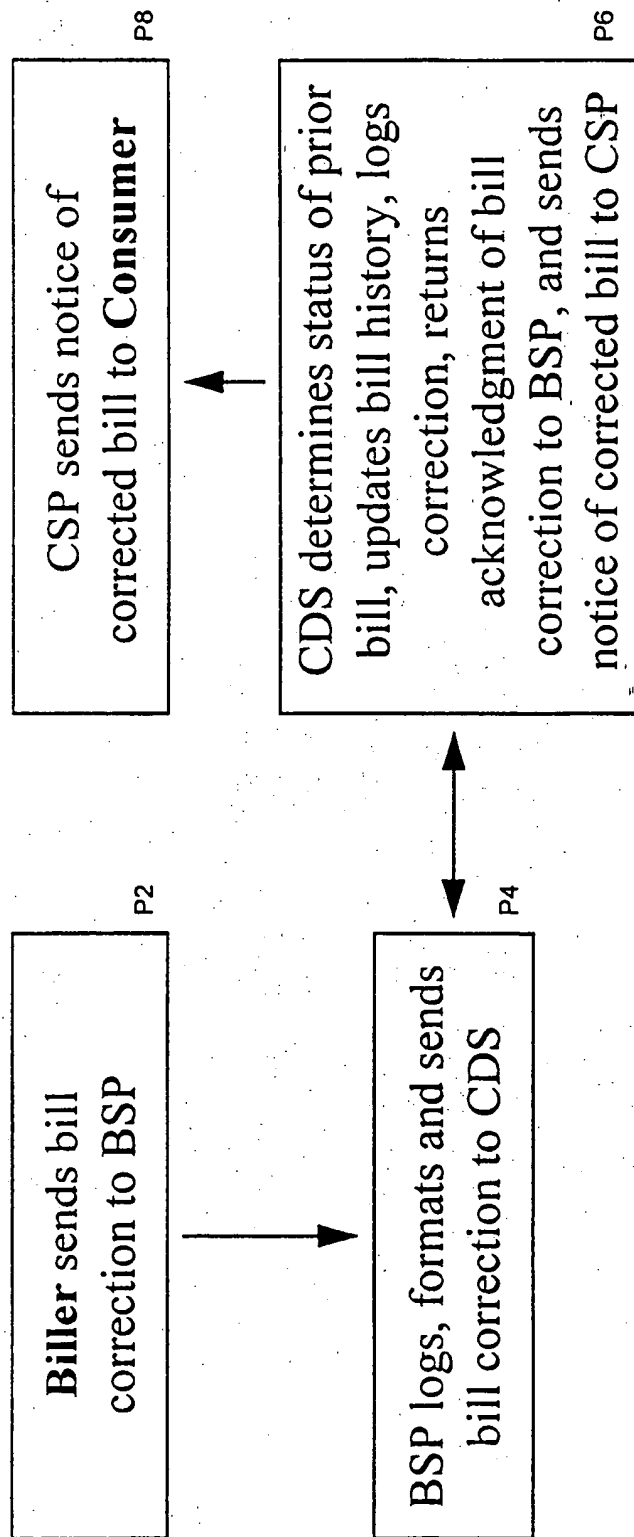 Biller sends bill
correction to BSP
P2
BSP logs, formats and sends
bill correction to CDS
P4
CDS determines status of prior
bill, updates bill history, logs
correction, returns
acknowledgment of bill
correction to BSP, and sends
notice of corrected bill to CSP
P6
CSP sends notice of
corrected bill to Consumer
P8